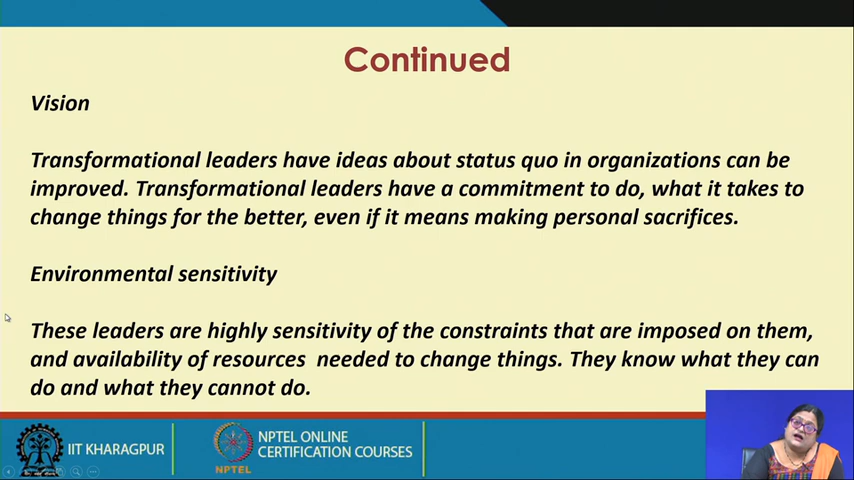 Continued
Vision
Transformational leaders have ideas about status quo in organizations can be
improved. Transformational leaders have a commitment to do, what it takes to
change things for the better, even if it means making personal sacrifices.
Environmental sensitivity
These leaders are highly sensitivity of the constraints that are imposed on them,
and availability of resources needed to change things. They know what they can
do and what they cannot do.
IIT KHARAGPUR
NPTEL
NPTEL ONLINE
CERTIFICATION COURSES